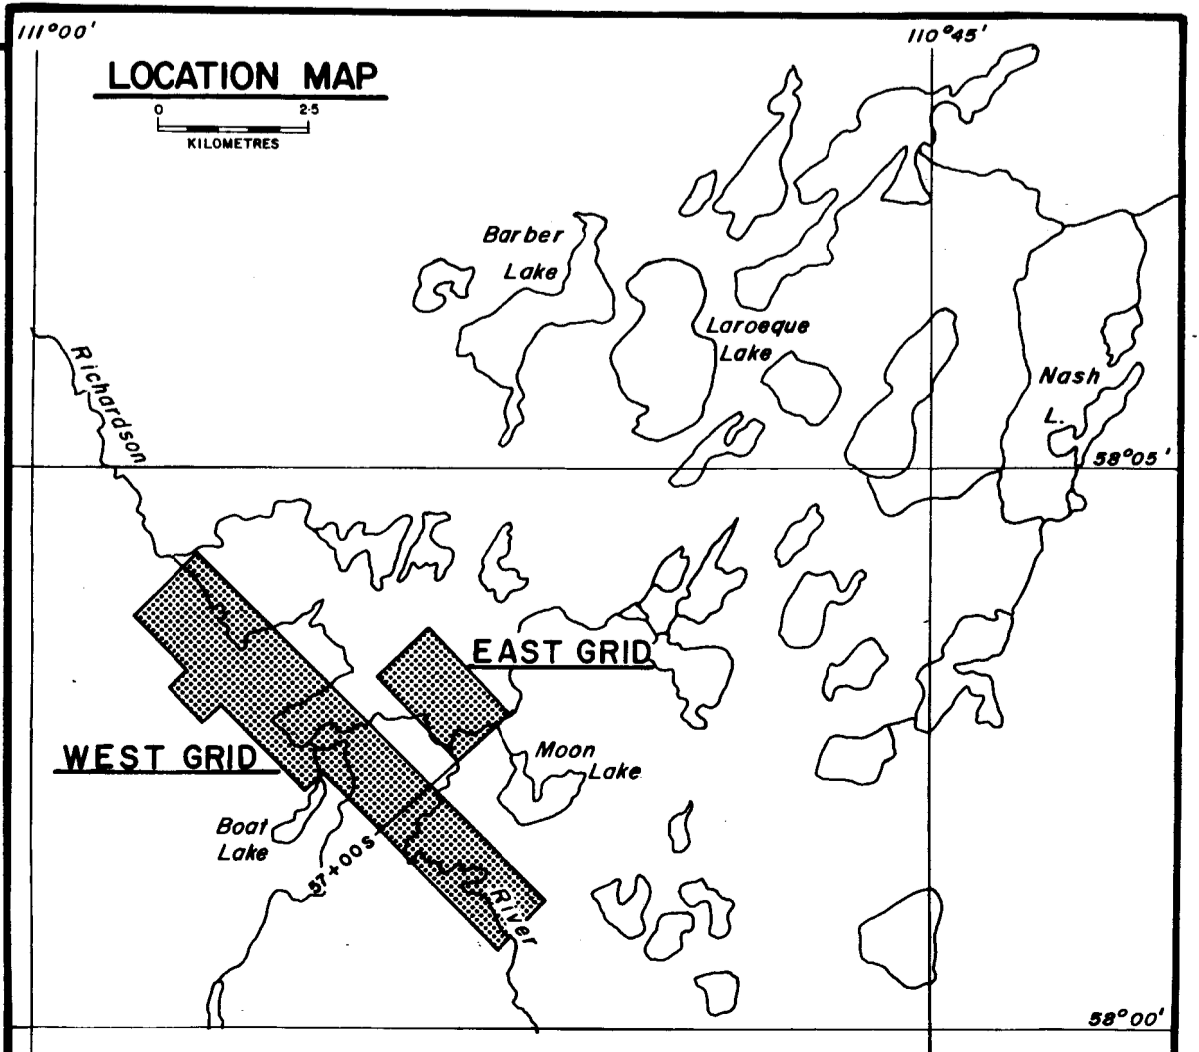 111°00'
110°45'
LOCATION MAP
0 2·5
KILOMETRES
Barber
Lake
Laroeque
Lake
Richardson
Nash
L.
58°05'
EAST GRID
WEST GRID
Moon
Lake
Boat
Lake
57+00S
River
58°00'